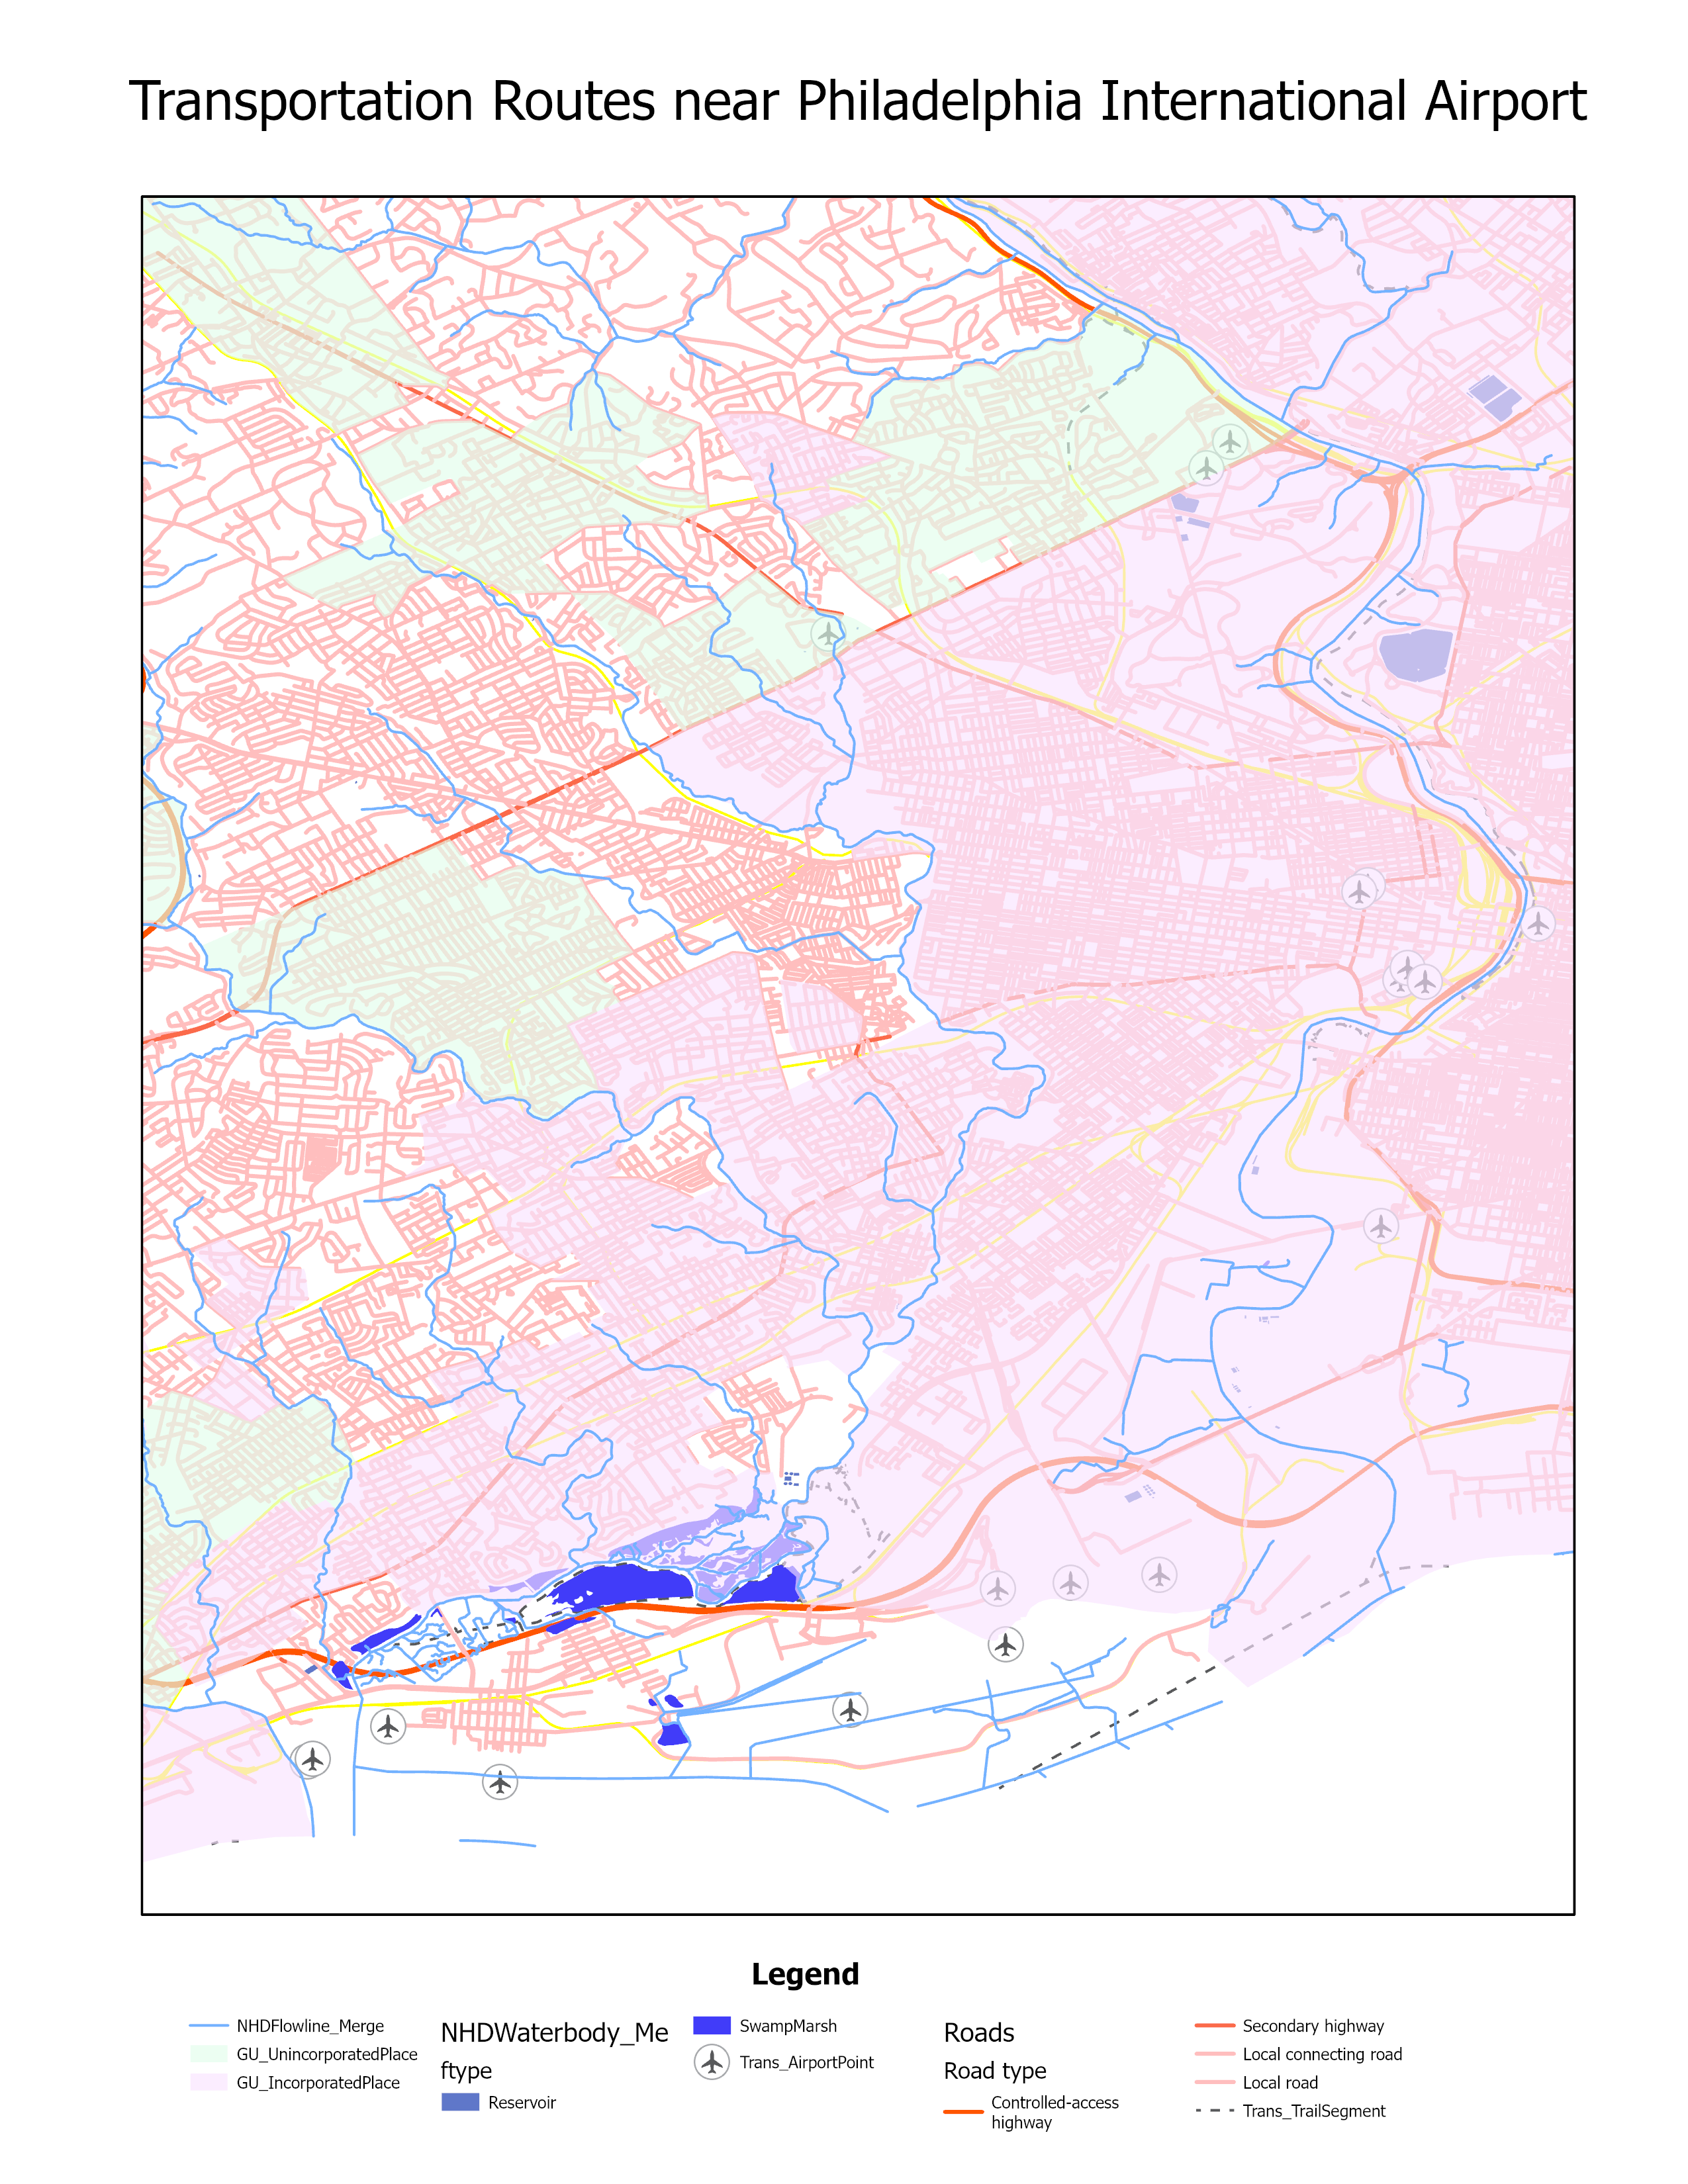 Transportation Routes near Philadelphia International Airport
Legend
NHDFlowline_Merge
GU_UnincorporatedPlace
GU_IncorporatedPlace
NHDWaterbody_Me
ftype
Reservoir
SwampMarsh
Trans_AirportPoint
Roads
Road type
Controlled-access
highway
Secondary highway
Local connecting road
Local road
Trans_TrailSegment